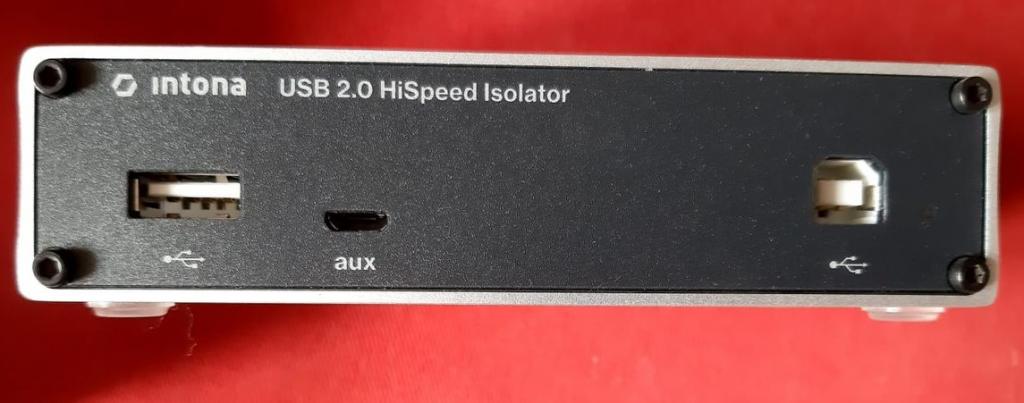 intona USB 2.0 HiSpeed Isolator
aux